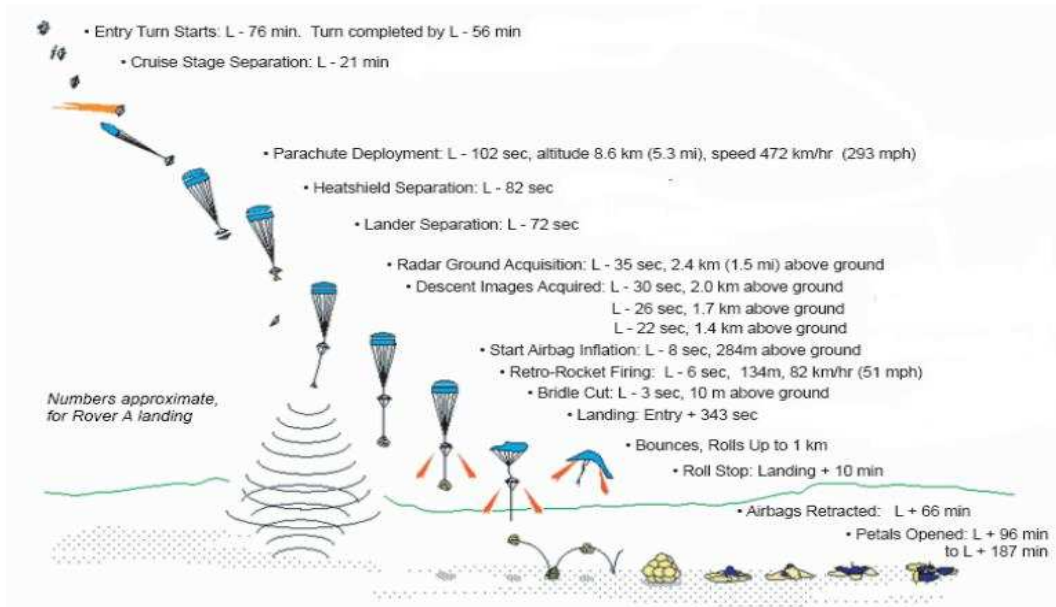 • Entry Turn Starts: L - 76 min. Turn completed by L - 56 min
• Cruise Stage Separation: L - 21 min
• Parachute Deployment: L - 102 sec, altitude 8.6 km (5.3 mi), speed 472 km/hr (293 mph)
• Heatshield Separation: L - 82 sec
• Lander Separation: L - 72 sec
• Radar Ground Acquisition: L - 35 sec, 2.4 km (1.5 mi) above ground
• Descent Images Acquired: L - 30 sec, 2.0 km above ground
L - 26 sec, 1.7 km above ground
L - 22 sec, 1.4 km above ground
• Start Airbag Inflation: L - 8 sec, 284m above ground
• Retro-Rocket Firing: L - 6 sec, 134m, 82 km/hr (51 mph)
• Bridle Cut: L - 3 sec, 10 m above ground
• Landing: Entry + 343 sec
Numbers approximate,
for Rover A landing
• Bounces, Rolls Up to 1 km
• Roll Stop: Landing + 10 min
• Airbags Retracted: L + 66 min
• Petals Opened: L + 96 min
to L + 187 min